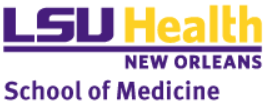 LSU Health
NEW ORLEANS
School of Medicine